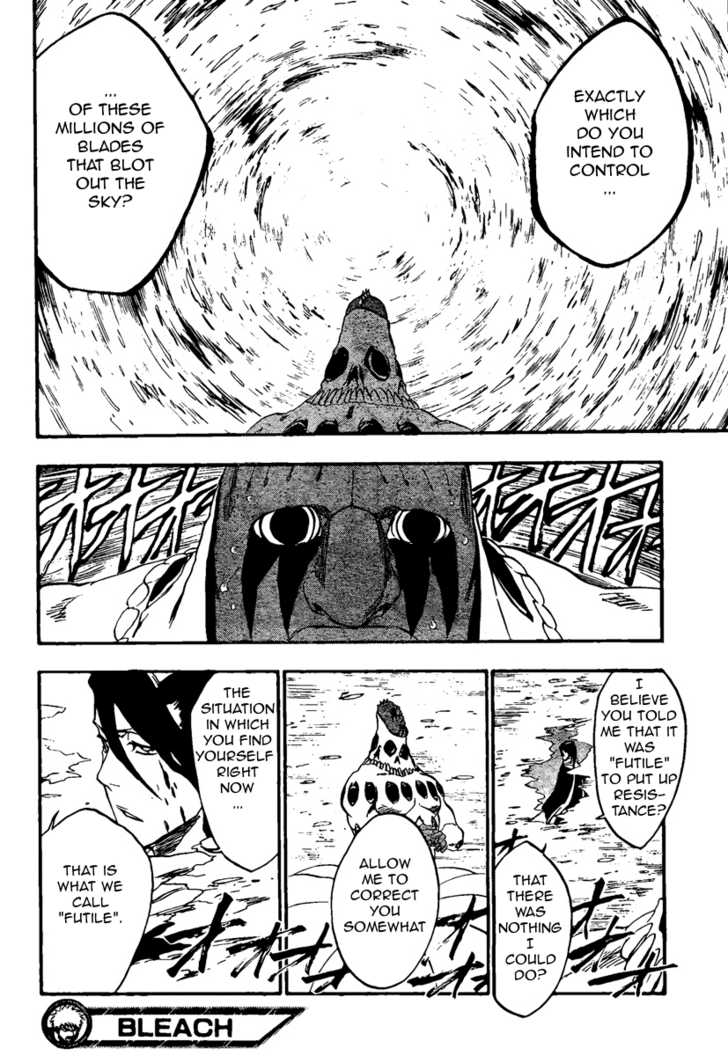 EXACTLY
WHICH
DO YOU
INTEND TO
CONTROL
...
...
OF THESE
MILLIONS OF
BLADES
THAT BLOT
OUT THE
SKY?
I
BELIEVE
YOU TOLD
ME THAT IT
WAS
"FUTILE"
TO PUT UP
RESIS-
TANCE?
THAT
THERE
WAS
NOTHING
I
COULD
DO?
ALLOW
ME TO
CORRECT
YOU
SOMEWHAT
THE
SITUATION
IN WHICH
YOU FIND
YOURSELF
RIGHT
NOW
...
THAT IS
WHAT WE
CALL
"FUTILE".
BLEACH